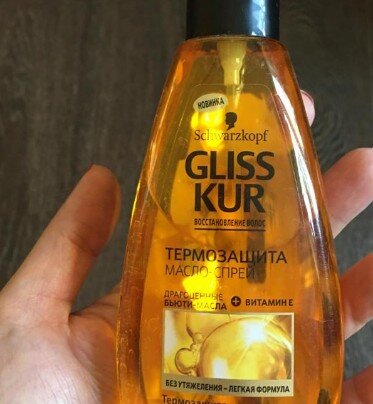 НОВИНКА
Schwarzkopf
GLISS
KUR
ВОССТАНОВЛЕНИЕ ВОЛОС
ТЕРМОЗАЩИТА
МАСЛО-СПРЕЙ
ДРАГОЦЕННЫЕ
БЬЮТИ-МАСЛА + ВИТАМИН Е
БЕЗ УТЯЖЕЛЕНИЯ - ЛЕГКАЯ ФОРМУЛА